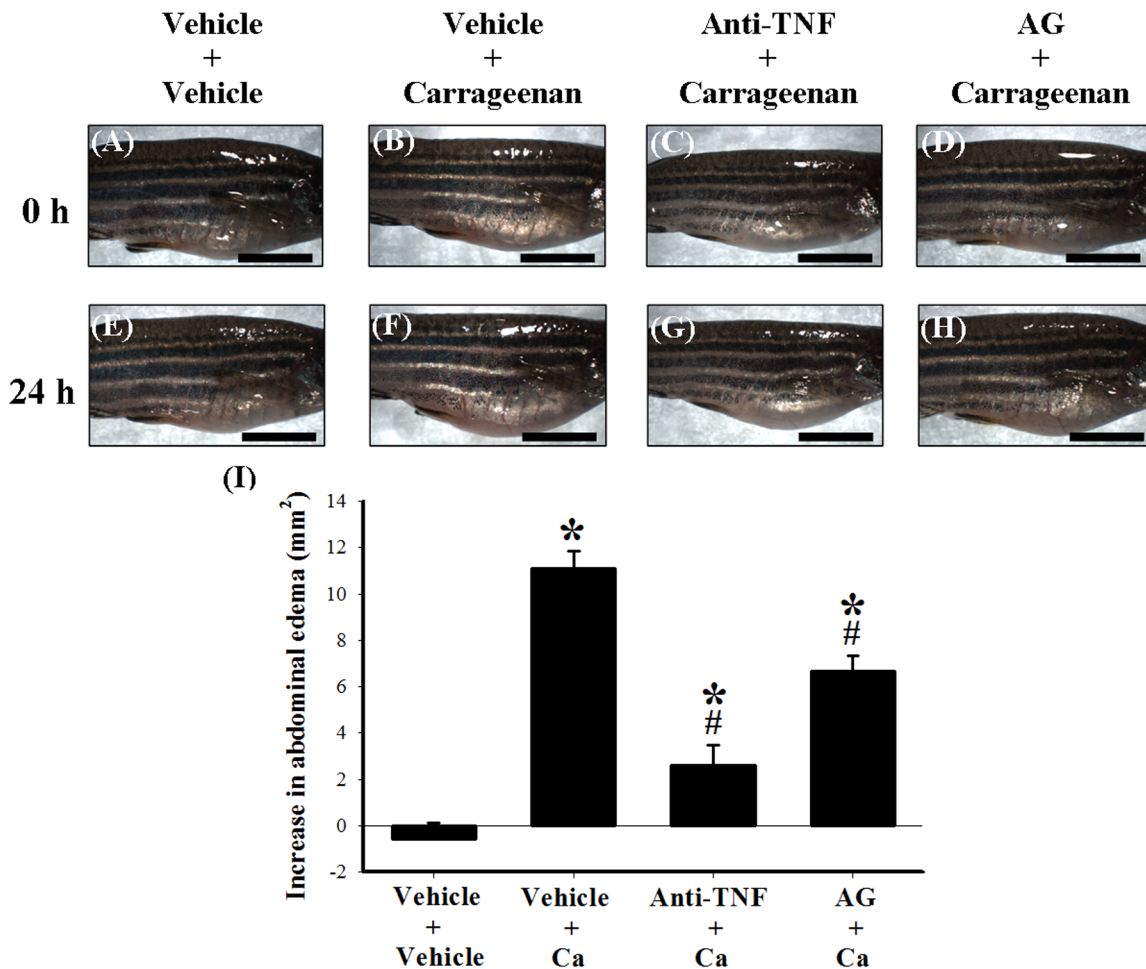 Vehicle
+
Vehicle
Vehicle
+
Carrageenan
Anti-TNF
+
Carrageenan
AG
+
Carrageenan
0 h
(A)
(B)
(C)
(D)
24 h
(E)
(F)
(G)
(H)
(I)
Increase in abdominal edema (mm²)
14
12
10
8
6
4
2
0
-2
*
*
#
*
#
Vehicle
+
Vehicle
Vehicle
+
Ca
Anti-TNF
+
Ca
AG
+
Ca